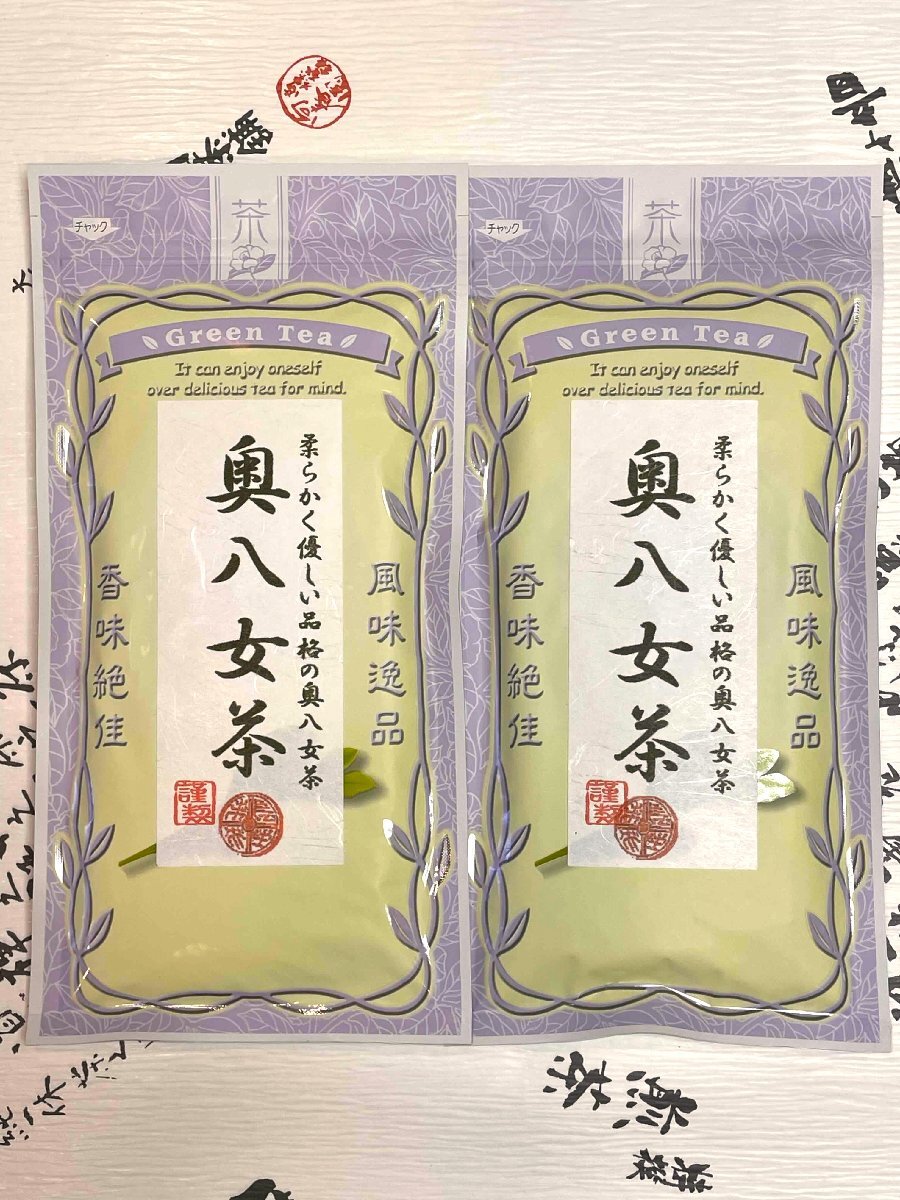 茶
チャック
Green Tea
It can enjoy oneself
over delicious tea for mind.
柔らかく優しい品格の奥八女茶
奥八女茶
風味逸品
香味絶佳
謹製
茶
チャック
Green Tea
It can enjoy oneself
over delicious tea for mind.
柔らかく優しい品格の奥八女茶
奥八女茶
風味逸品
香味絶佳
謹製